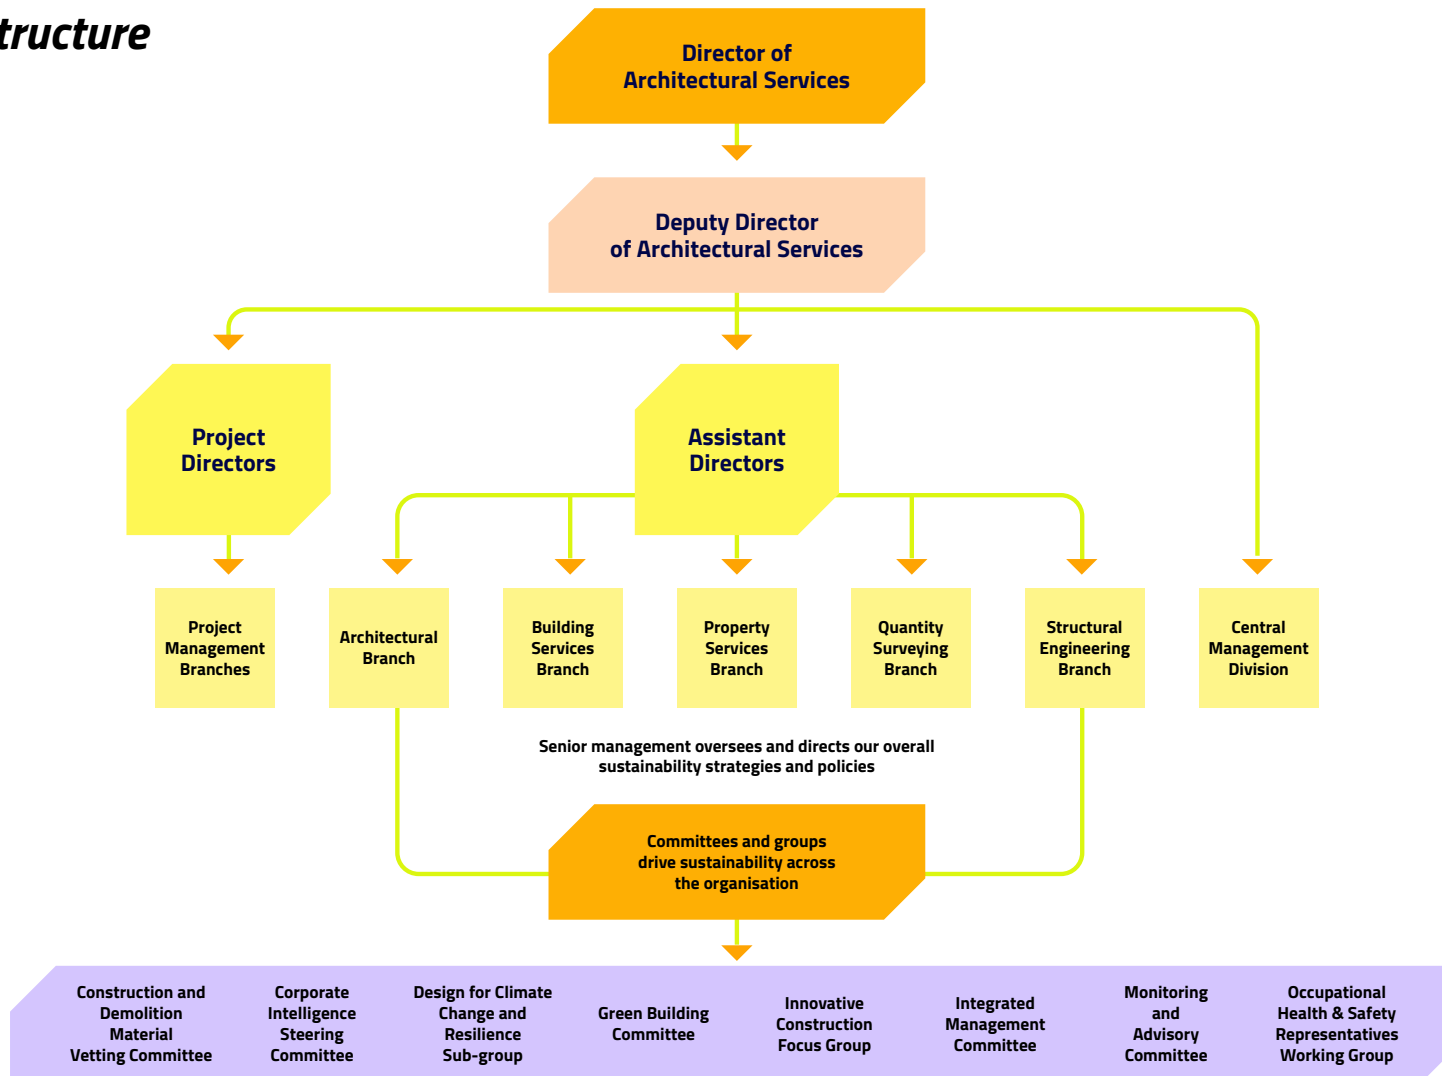 tructure
Director of
Architectural Services
Deputy Director
of Architectural Services
Project
Directors
Assistant
Directors
Project
Management
Branches
Architectural
Branch
Building
Services
Branch
Property
Services
Branch
Quantity
Surveying
Branch
Structural
Engineering
Branch
Central
Management
Division
Senior management oversees and directs our overall
sustainability strategies and policies
Committees and groups
drive sustainability across
the organisation
Construction and
Demolition
Material
Vetting Committee
Corporate
Intelligence
Steering
Committee
Design for Climate
Change and
Resilience
Sub-group
Green Building
Committee
Innovative
Construction
Focus Group
Integrated
Management
Committee
Monitoring
and
Advisory
Committee
Occupational
Health & Safety
Representatives
Working Group